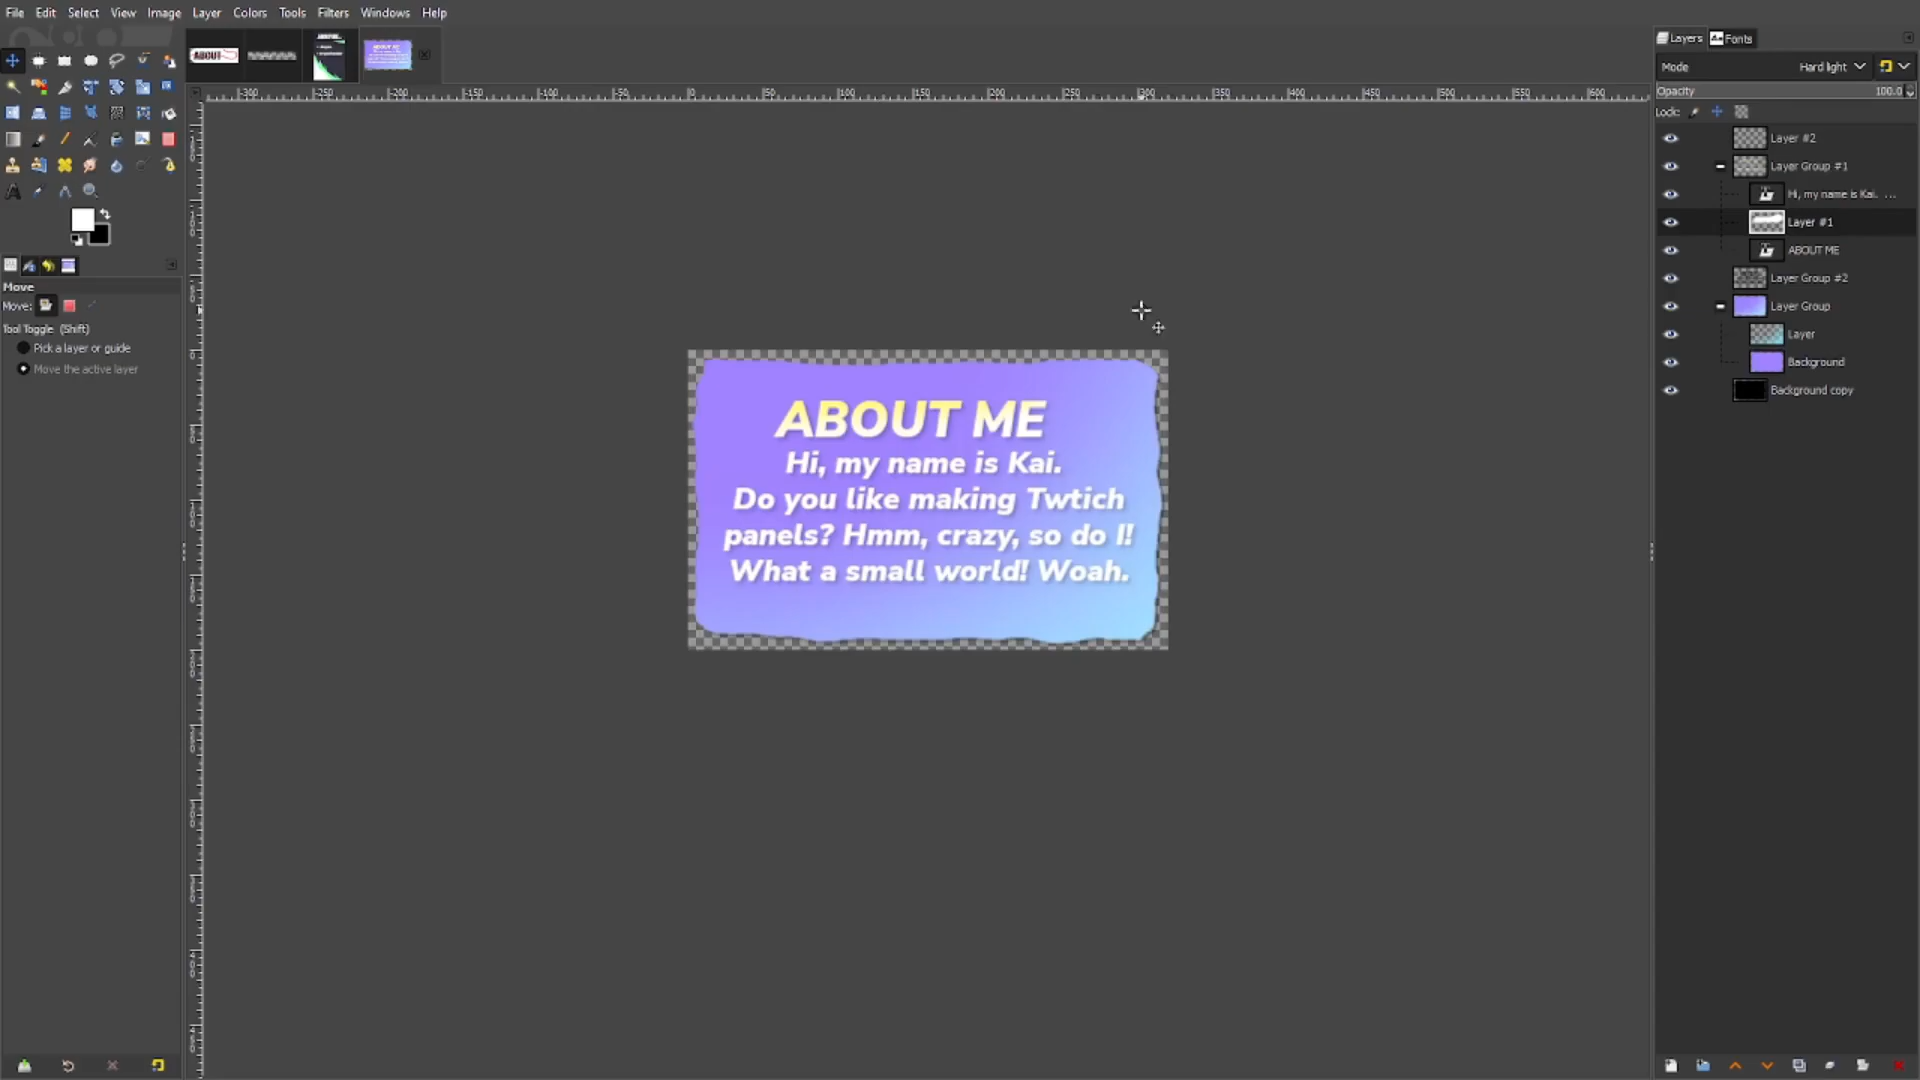 File Edit Select View Image Layer Colors Tools Filters Windows Help
ABOUT
Layers Fonts
Mode Hard light
Opacity 100.0
Lock:
Layer #2
Layer Group #1
Hi, my name is Kai. ...
Layer #1
ABOUT ME
Layer Group #2
Layer Group
Layer
Background
Background copy
Move
Move:
Tool Toggle (Shift)
Pick a layer or guide
Move the active layer
ABOUT ME
Hi, my name is Kai.
Do you like making Twtich
panels? Hmm, crazy, so do I!
What a small world! Woah.